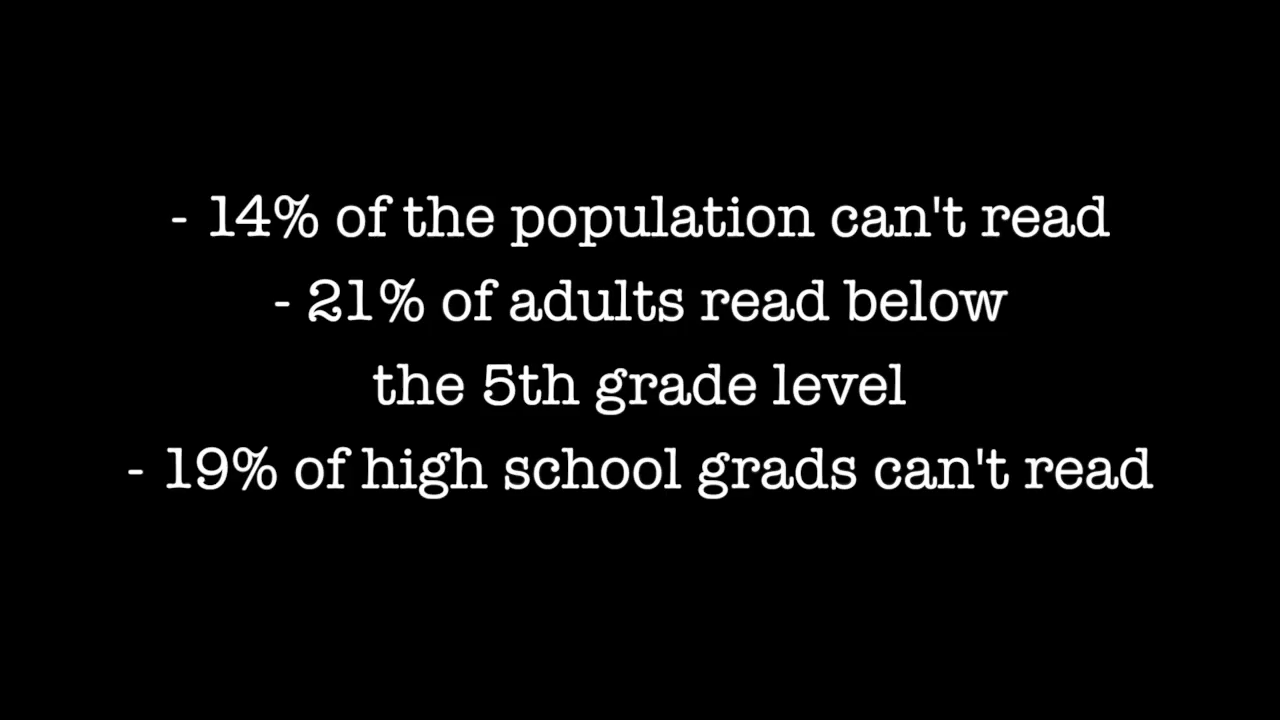 - 14% of the population can't read
- 21% of adults read below
the 5th grade level
- 19% of high school grads can't read